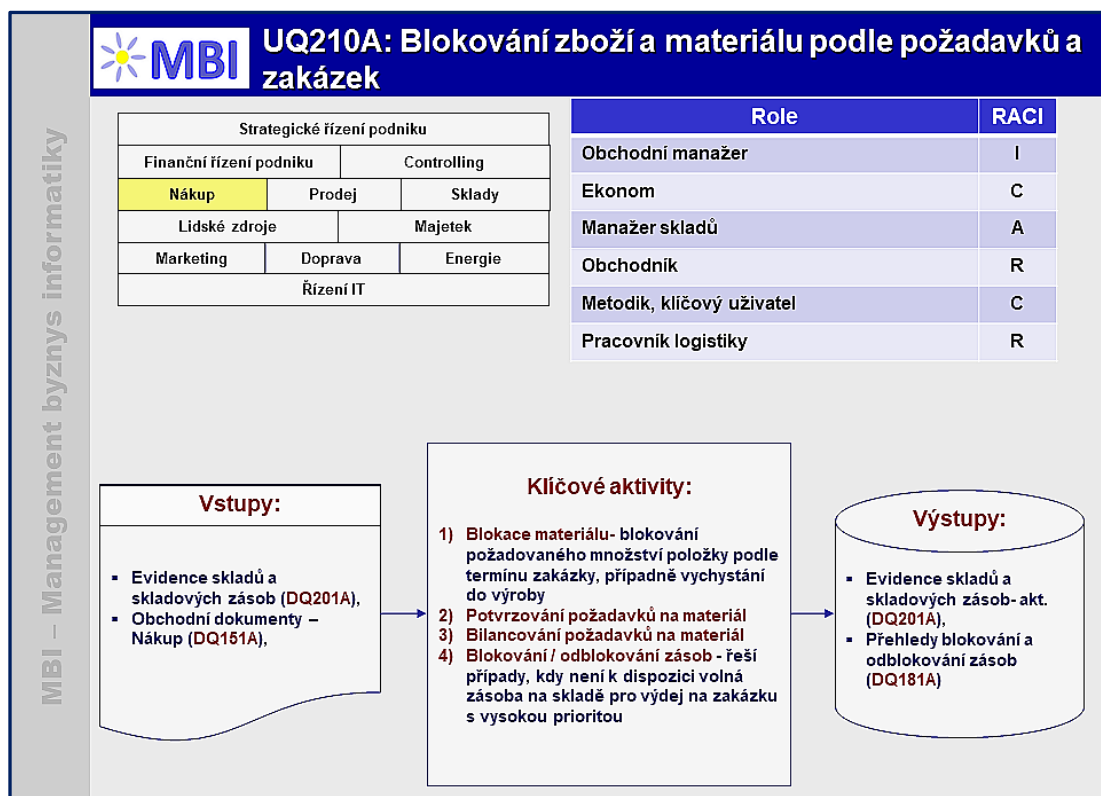 MBI
UQ210A: Blokování zboží a materiálu podle požadavků a
zakázek
MBI – Management byznys informatiky
Strategické řízení podniku
Finanční řízení podniku
Controlling
Nákup
Prodej
Sklady
Lidské zdroje
Majetek
Marketing
Doprava
Energie
Řízení IT
Role RACI
Obchodní manažer I
Ekonom C
Manažer skladů A
Obchodník R
Metodik, klíčový uživatel C
Pracovník logistiky R
Vstupy:
▪ Evidence skladů a
skladových zásob (DQ201A),
▪ Obchodní dokumenty –
Nákup (DQ151A),
Klíčové aktivity:
1) Blokace materiálu- blokování
požadovaného množství položky podle
termínu zakázky, případně vychystání
do výroby
2) Potvrzování požadavků na materiál
3) Bilancování požadavků na materiál
4) Blokování / odblokování zásob - řeší
případy, kdy není k dispozici volná
zásoba na skladě pro výdej na zakázku
s vysokou prioritou
Výstupy:
▪ Evidence skladů a
skladových zásob- akt.
(DQ201A),
▪ Přehledy blokování a
odblokování zásob
(DQ181A)